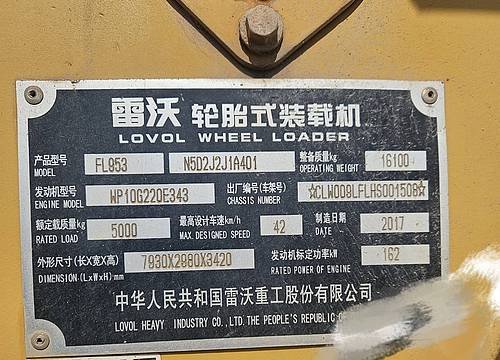 雷沃 轮胎式装载机
LOVOL WHEEL LOADER
产品型号 FL953 N5D2J2J1A401 整备质量kg 16100
MODEL OPERATING WEIGHT
发动机型号 WP10G220E343 出厂编号(车架号) ☆CLW008LFLHS001508☆
ENGINE MODEL CHASSIS NUMBER
额定载质量kg 5000 最高设计车速km/h 42 制造日期 2017
RATED LOAD MAX. DESIGNED SPEED DATE
外形尺寸(长X宽X高) 7930X2980X3420 发动机标定功率kW 162
DIMENSION(LxWxH)mm RATED POWER OF ENGINE
中华人民共和国雷沃重工股份有限公司
LOVOL HEAVY INDUSTRY CO., LTD. THE PEOPLE'S REPUBLIC